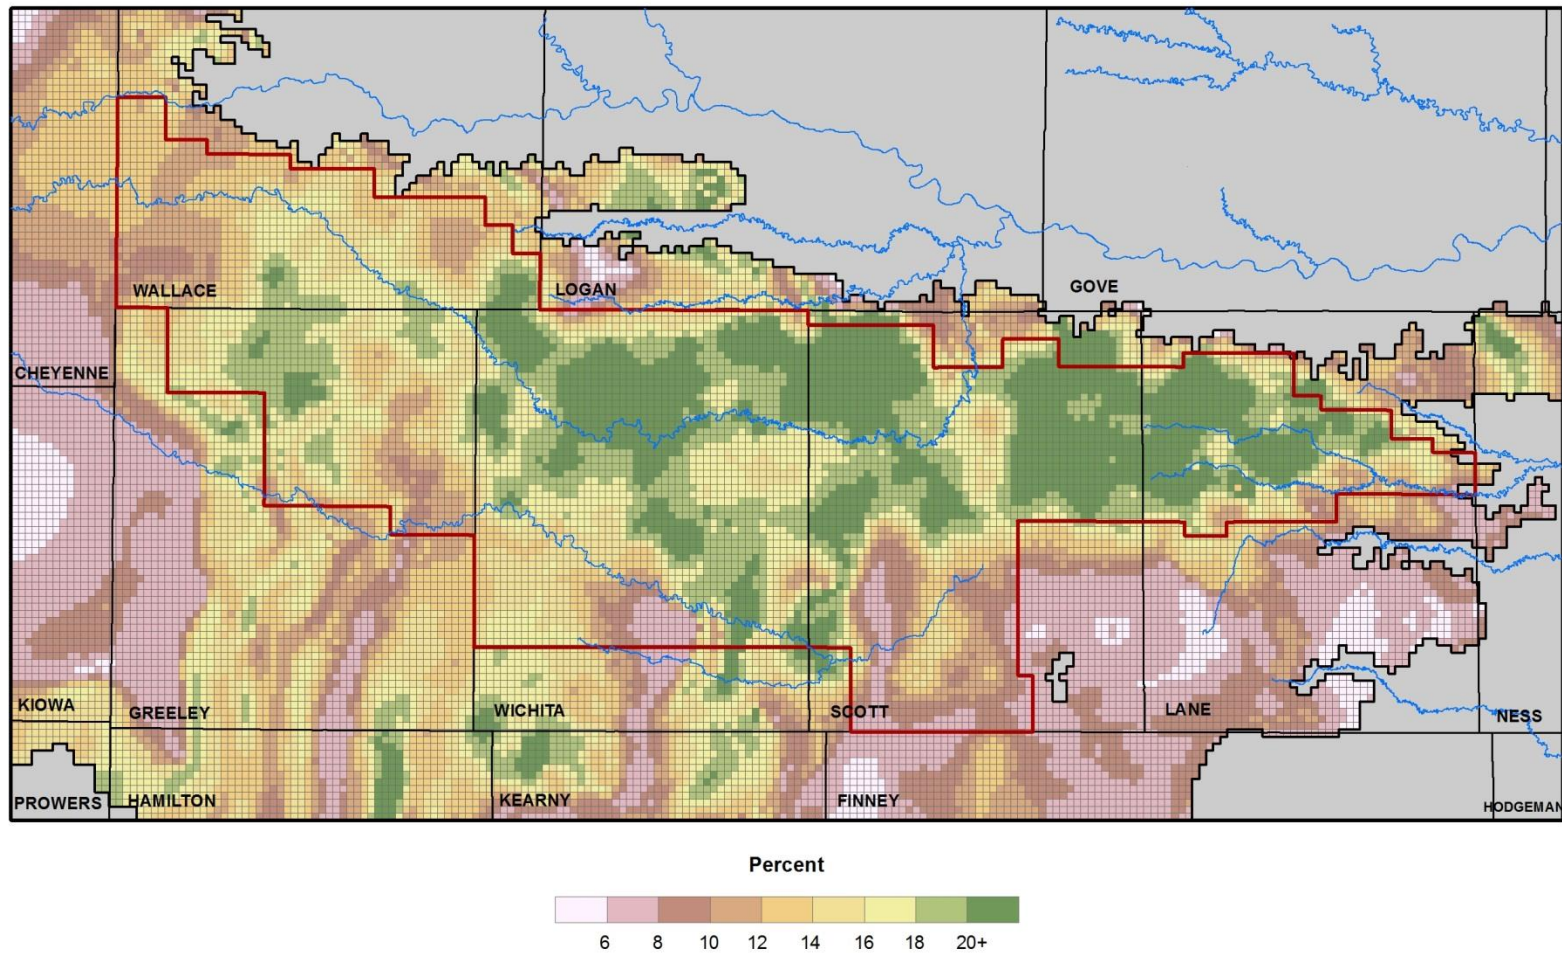 WALLACE
LOGAN
GOVE
CHEYENNE
KIOWA
GREELEY
WICHITA
SCOTT
LANE
NESS
PROWERS
HAMILTON
KEARNY
FINNEY
HODGEMAN
Percent
6 8 10 12 14 16 18 20+